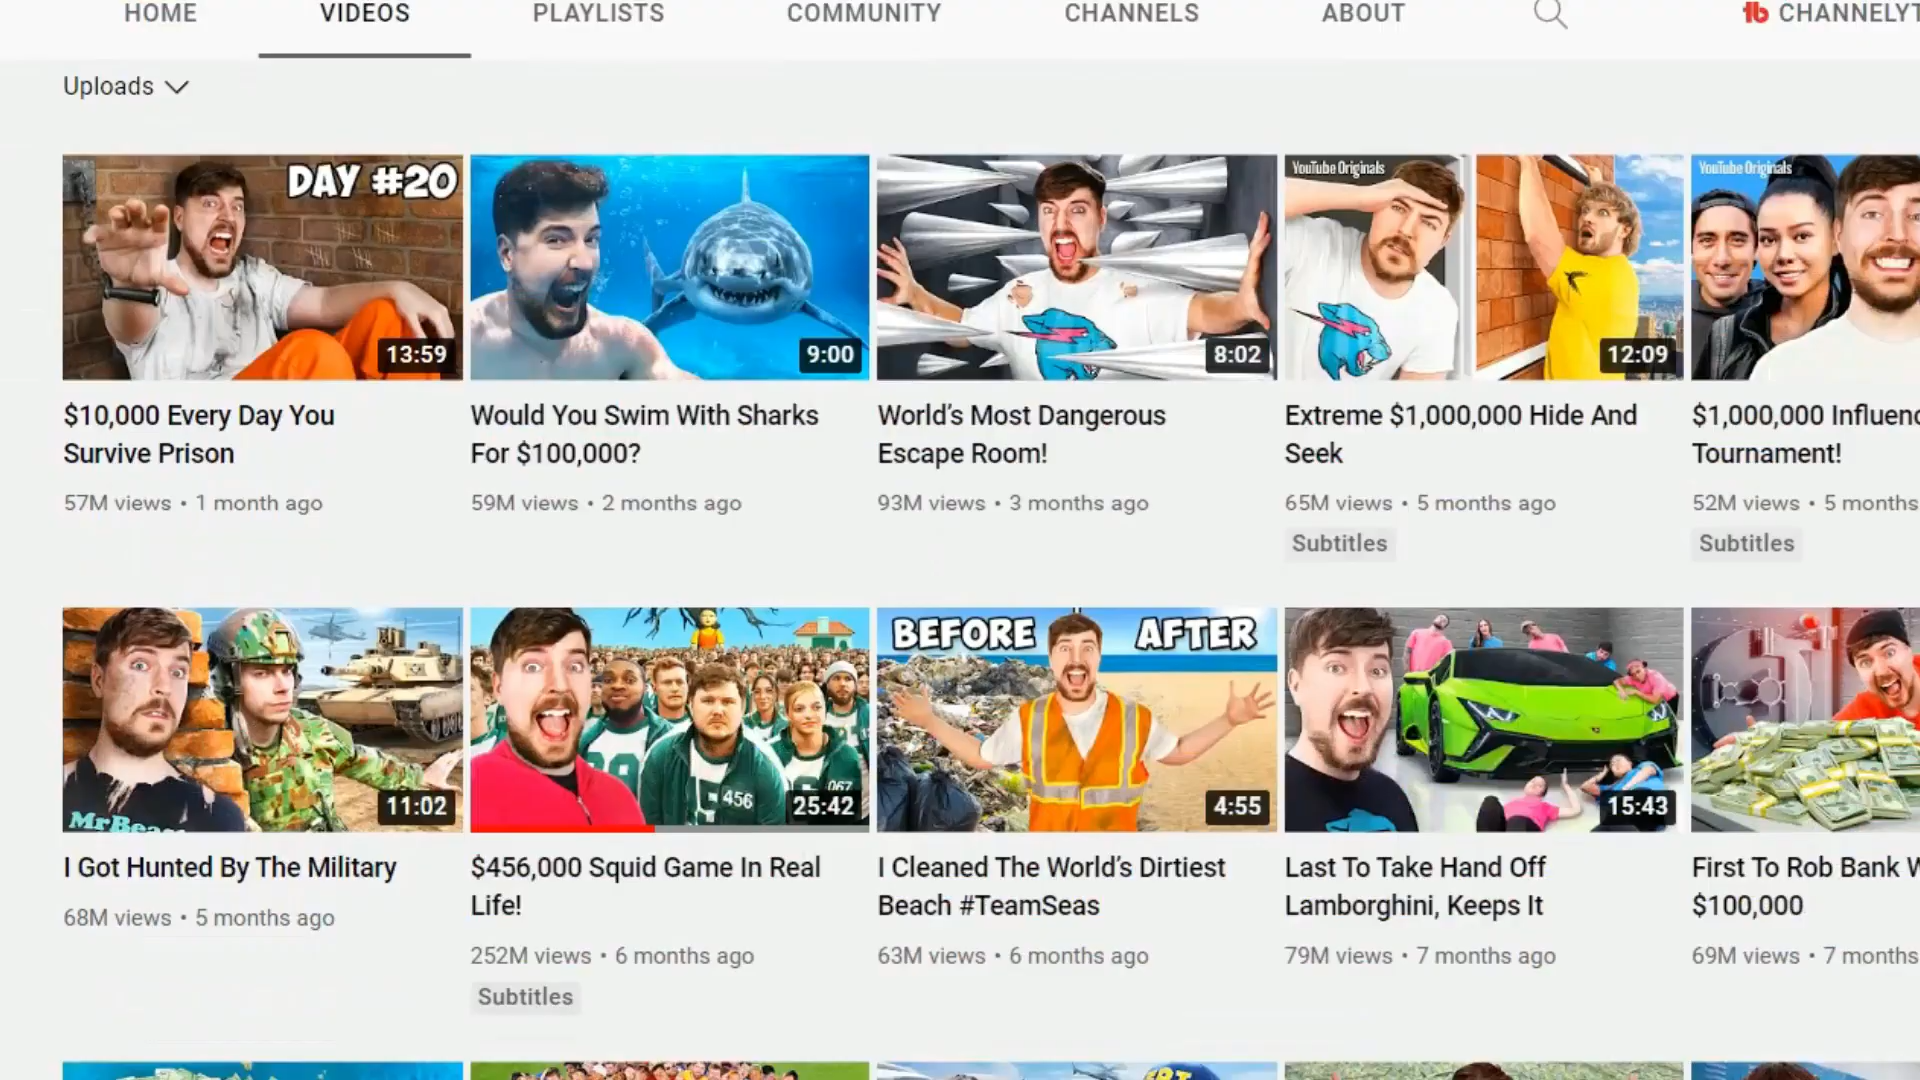 HOME VIDEOS PLAYLISTS COMMUNITY CHANNELS ABOUT CHANNELYT
Uploads
DAY #20
YouTube Originals
YouTube Originals
13:59
9:00
8:02
12:09
$10,000 Every Day You
Survive Prison
57M views • 1 month ago
Would You Swim With Sharks
For $100,000?
59M views • 2 months ago
World’s Most Dangerous
Escape Room!
93M views • 3 months ago
Extreme $1,000,000 Hide And
Seek
65M views • 5 months ago
Subtitles
$1,000,000 Influenc
Tournament!
52M views • 5 months
Subtitles
MrBea
11:02
456
067
25:42
BEFORE AFTER
4:55
15:43
I Got Hunted By The Military
68M views • 5 months ago
$456,000 Squid Game In Real
Life!
252M views • 6 months ago
Subtitles
I Cleaned The World’s Dirtiest
Beach #TeamSeas
63M views • 6 months ago
Last To Take Hand Off
Lamborghini, Keeps It
79M views • 7 months ago
First To Rob Bank W
$100,000
69M views • 7 months